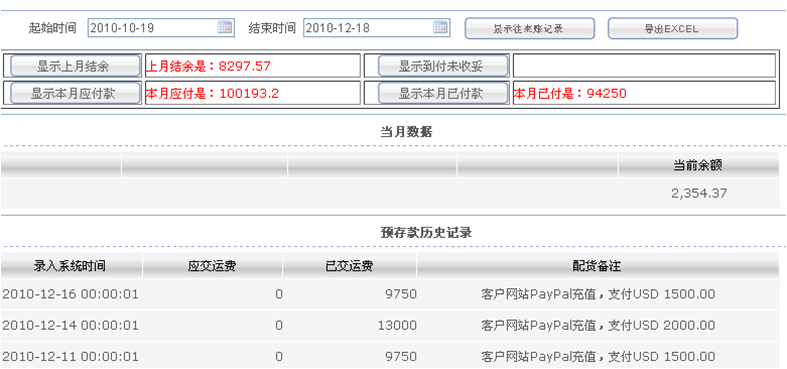 起始时间 2010-10-19 结束时间 2010-12-18 显示往来账记录 导出EXCEL
显示上月结余 上月结余是：8297.57 显示到付未收妥
显示本月应付款 本月应付是：100193.2 显示本月已付款 本月已付是：94250
当月数据
当前余额
2,354.37
预存款历史记录
录入系统时间 应交运费 已交运费 配货备注
2010-12-16 00:00:01 0 9750 客户网站PayPal充值，支付USD 1500.00
2010-12-14 00:00:01 0 13000 客户网站PayPal充值，支付USD 2000.00
2010-12-11 00:00:01 0 9750 客户网站PayPal充值，支付USD 1500.00